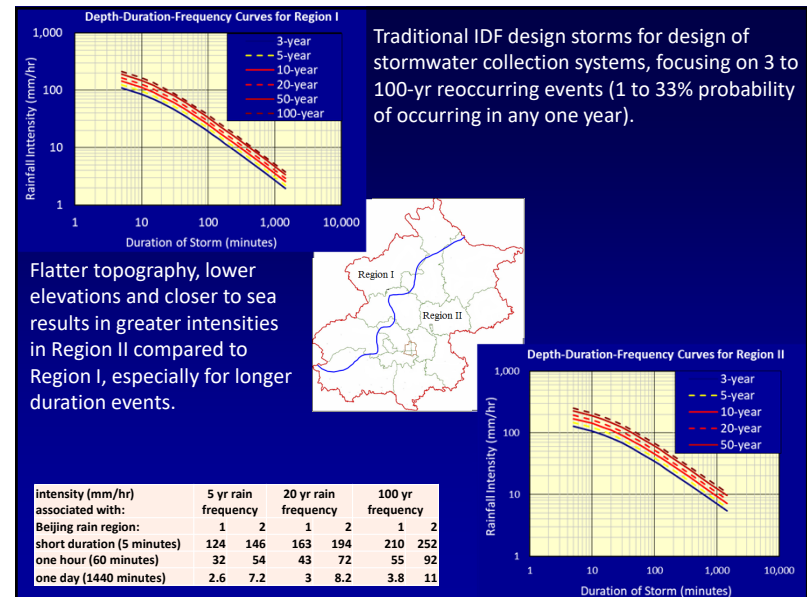 Depth-Duration-Frequency Curves for Region I
1,000
100
10
1
Rainfall Inttensity (mm/hr)
3-year
5-year
10-year
20-year
50-year
100-year
1 10 100 1,000 10,000
Duration of Storm (minutes)
Traditional IDF design storms for design of
stormwater collection systems, focusing on 3 to
100-yr reoccurring events (1 to 33% probability
of occurring in any one year).
Flatter topography, lower
elevations and closer to sea
results in greater intensities
in Region II compared to
Region I, especially for longer
duration events.
Region I
Region II
Depth-Duration-Frequency Curves for Region II
1,000
100
10
1
Rainfall Intensity (mm/hr)
3-year
5-year
10-year
20-year
50-year
1 10 100 1,000 10,000
Duration of Storm (minutes)
intensity (mm/hr) 5 yr rain 20 yr rain 100 yr
associated with: frequency frequency frequency
Beijing rain region: 1 2 1 2 1 2
short duration (5 minutes) 124 146 163 194 210 252
one hour (60 minutes) 32 54 43 72 55 92
one day (1440 minutes) 2.6 7.2 3 8.2 3.8 11